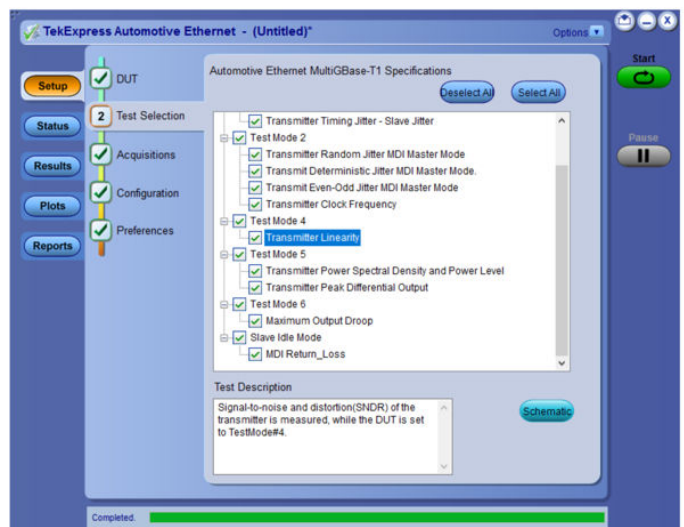 TekExpress Automotive Ethernet - (Untitled)*
Options
Start
Setup
DUT
Automotive Ethernet MultiGBase-T1 Specifications
Deselect All
Select All
Status
2
Test Selection
Transmitter Timing Jitter - Slave Jitter
Test Mode 2
Pause
Results
Acquisitions
Transmitter Random Jitter MDI Master Mode
Transmit Deterministic Jitter MDI Master Mode.
Plots
Configuration
Transmit Even-Odd Jitter MDI Master Mode
Transmitter Clock Frequency
Reports
Preferences
Test Mode 4
Transmitter Linearity
Test Mode 5
Transmitter Power Spectral Density and Power Level
Transmitter Peak Differential Output
Test Mode 6
Maximum Output Droop
Slave Idle Mode
MDI Return_Loss
Test Description
Signal-to-noise and distortion(SNDR) of the
transmitter is measured, while the DUT is set
to TestMode#4.
Schematic
Completed.